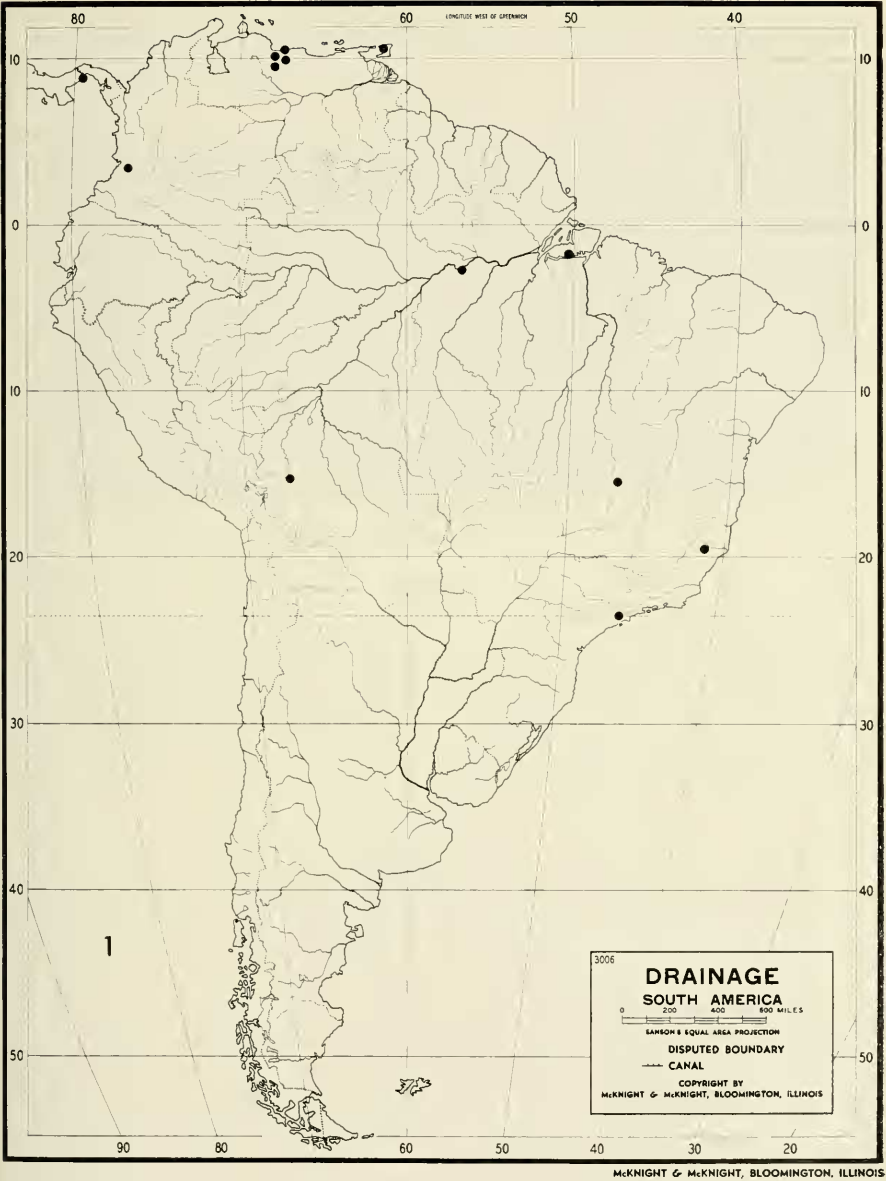 80 60 50 40
LONGITUDE WEST OF GREENWICH
10 10
0 0
10 10
20 20
30 30
40 40
1
50 50
3006
DRAINAGE
SOUTH AMERICA
0 200 400 600 MILES
SANSON'S EQUAL AREA PROJECTION
DISPUTED BOUNDARY
CANAL
COPYRIGHT BY
McKNIGHT & McKNIGHT, BLOOMINGTON, ILLINOIS
90 80 60 50 40 30 20
McKNIGHT & McKNIGHT, BLOOMINGTON, ILLINOIS